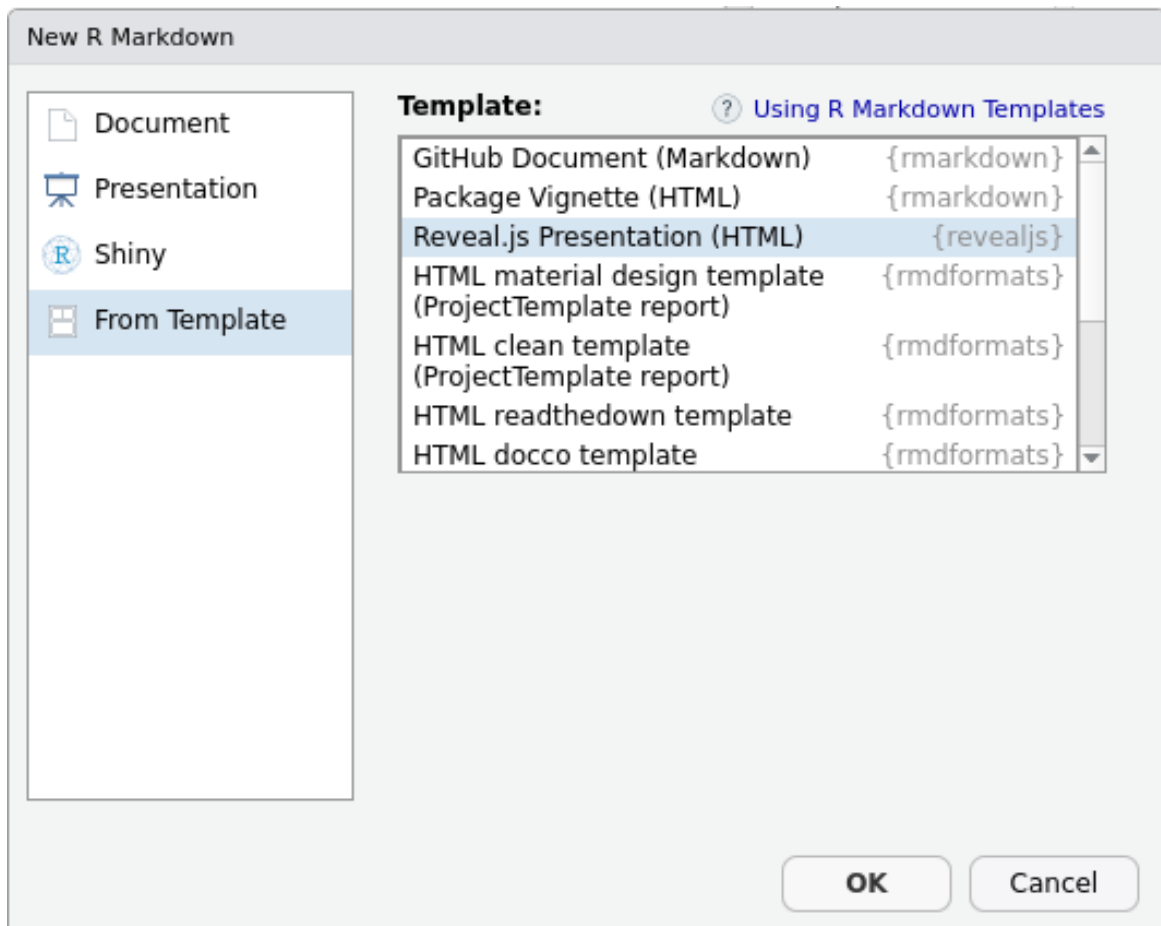 New R Markdown
Document
Presentation
Shiny
From Template
Template:
? Using R Markdown Templates
GitHub Document (Markdown) {rmarkdown}
Package Vignette (HTML) {rmarkdown}
Reveal.js Presentation (HTML) {revealjs}
HTML material design template {rmdformats}
(ProjectTemplate report)
HTML clean template {rmdformats}
(ProjectTemplate report)
HTML readthedown template {rmdformats}
HTML docco template {rmdformats}
OK
Cancel